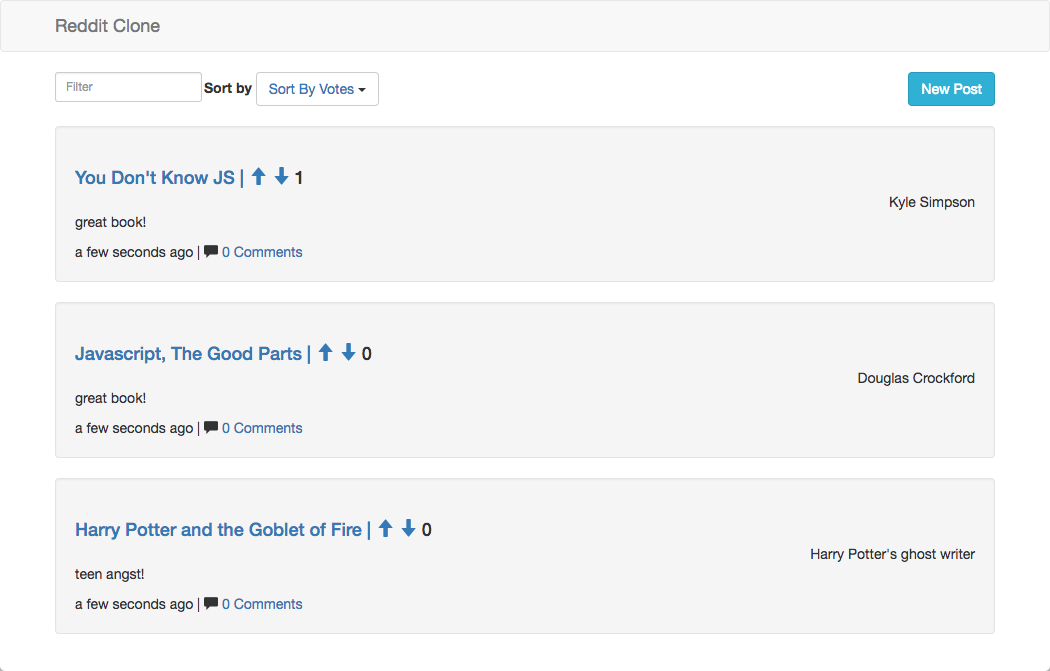 Reddit Clone
Filter Sort by Sort By Votes New Post
You Don't Know JS | 1
Kyle Simpson
great book!
a few seconds ago | 0 Comments
Javascript, The Good Parts | 0
Douglas Crockford
great book!
a few seconds ago | 0 Comments
Harry Potter and the Goblet of Fire | 0
Harry Potter's ghost writer
teen angst!
a few seconds ago | 0 Comments